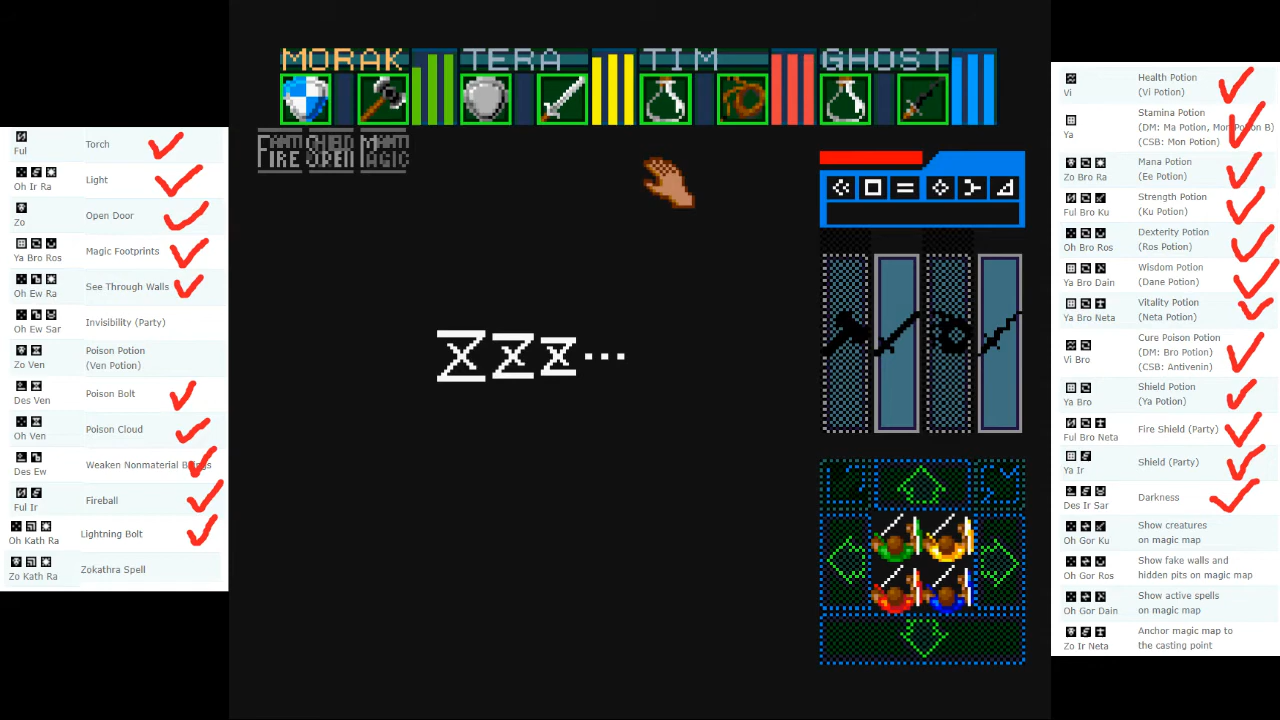 MORAK TERA TIM GHOST
FIRE OPEN MAGIC
ZZZ...
Ful Torch
Oh Ir Ra Light
Zo Open Door
Ya Bro Ros Magic Footprints
Oh Ew Ra See Through Walls
Oh Ew Sar Invisibility (Party)
Zo Ven Poison Potion
(Ven Potion)
Des Ven Poison Bolt
Oh Ven Poison Cloud
Des Ew Weaken Nonmaterial
Ful Ir Fireball
Oh Kath Ra Lightning Bolt
Zo Kath Ra Zokathra Spell
Vi Health Potion
(Vi Potion)
Ya Stamina Potion
(DM: Ma Potion, Mon Potion B)
(CSB: Mon Potion)
Zo Bro Ra Mana Potion
(Ee Potion)
Ful Bro Ku Strength Potion
(Ku Potion)
Oh Bro Ros Dexterity Potion
(Ros Potion)
Ya Bro Dain Wisdom Potion
(Dane Potion)
Ya Bro Neta Vitality Potion
(Neta Potion)
Vi Bro Cure Poison Potion
(DM: Bro Potion)
(CSB: Antivenin)
Ya Bro Shield Potion
(Ya Potion)
Ful Bro Neta Fire Shield (Party)
Ya Ir Shield (Party)
Des Ir Sar Darkness
Oh Gor Ku Show creatures
on magic map
Oh Gor Ros Show fake walls and
hidden pits on magic map
Oh Gor Dain Show active spells
on magic map
Zo Ir Neta Anchor magic map to
the casting point